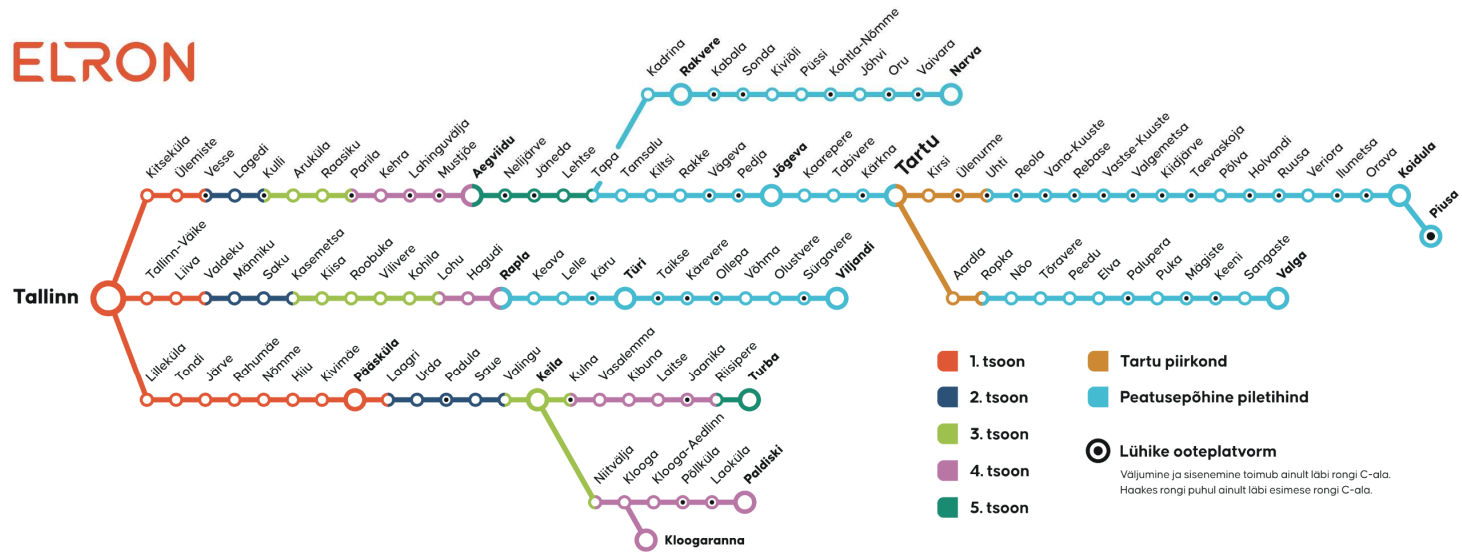 ELRON
Kadrina
Rakvere
Kabala
Sonda
Kiviõli
Püssi
Kohtla-Nõmme
Jõhvi
Oru
Vaivara
Narva
Kitseküla
Ülemiste
Vesse
Lagedi
Kulli
Aruküla
Raasiku
Parila
Kehra
Lahinguvälja
Mustjõe
Aegviidu
Nelijärve
Jäneda
Lehtse
Tapa
Tamsalu
Kiltsi
Rakke
Vägeva
Pedja
Jõgeva
Kaarepere
Tabivere
Kärkna
Tartu
Kirsi
Ülenurme
Uhti
Reola
Vana-Kuuste
Rebase
Vastse-Kuuste
Valgemetsa
Kiidjärve
Taevaskoja
Põlva
Holvandi
Ruusa
Veriora
Ilumetsa
Orava
Koidula
Piusa
Tallinn
Tallinn-Väike
Liiva
Valdeku
Männiku
Saku
Kasemetsa
Kiisa
Roobuka
Vilivere
Kohila
Lohu
Hagudi
Rapla
Keava
Lelle
Käru
Türi
Taikse
Kärevere
Ollepa
Võhma
Olustvere
Sürgavere
Viljandi
Aardla
Ropka
Nõo
Tõravere
Peedu
Elva
Palupera
Puka
Mägiste
Keeni
Sangaste
Valga
Lilleküla
Tondi
Järve
Rahumäe
Nõmme
Hiiu
Kivimäe
Pääsküla
Laagri
Urda
Padula
Saue
Valingu
Keila
Kulna
Vasalemma
Kibuna
Laitse
Jaanika
Riisipere
Turba
Niitvälja
Klooga
Klooga-Aedlinn
Põllküla
Laoküla
Paldiski
Kloogaranna
1. tsoon
2. tsoon
3. tsoon
4. tsoon
5. tsoon
Tartu piirkond
Peatusepõhine piletihind
Lühike ooteplatvorm
Väljumine ja sisenemine toimub ainult läbi rongi C-ala.
Haakes rongi puhul ainult läbi esimese rongi C-ala.